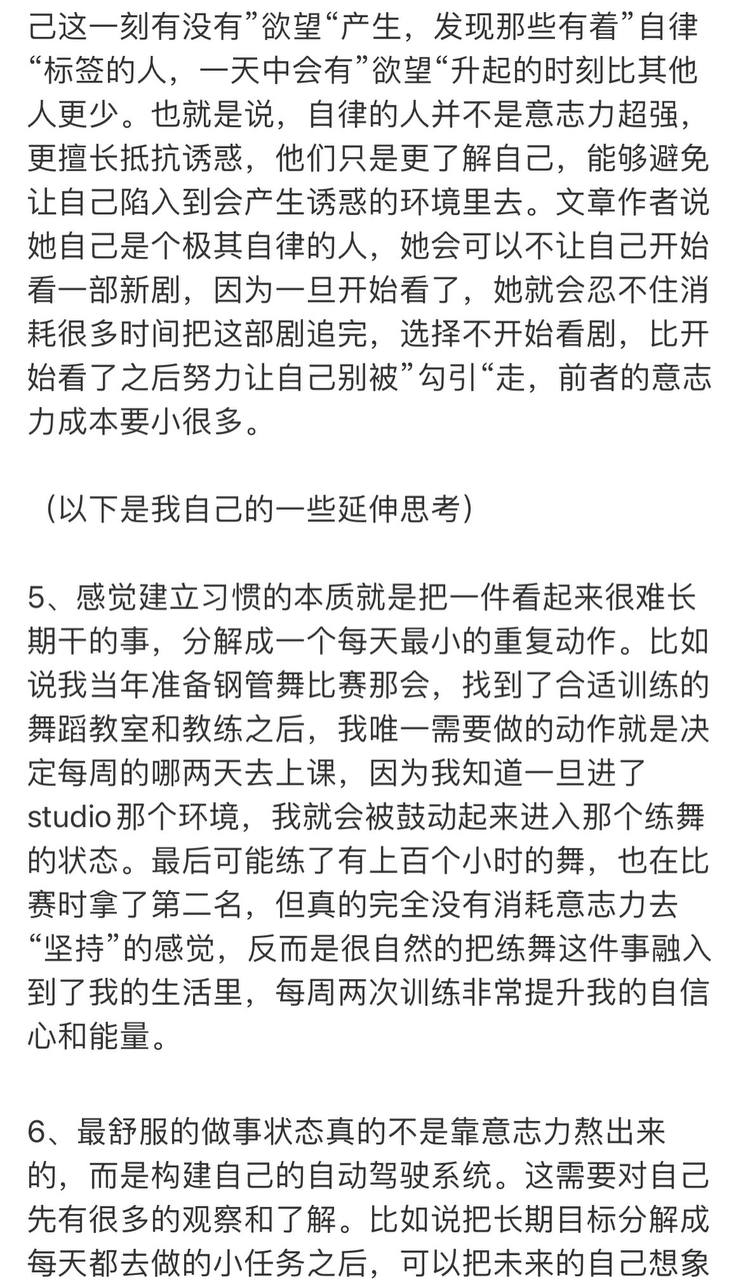 己这一刻有没有”欲望“产生，发现那些有着”自律
“标签的人，一天中会有”欲望“升起的时刻比其他
人更少。也就是说，自律的人并不是意志力超强，
更擅长抵抗诱惑，他们只是更了解自己，能够避免
让自己陷入到会产生诱惑的环境里去。文章作者说
她自己是个极其自律的人，她会可以不让自己开始
看一部新剧，因为一旦开始看了，她就会忍不住消
耗很多时间把这部剧追完，选择不开始看剧，比开
始看了之后努力让自己别被”勾引“走，前者的意志
力成本要小很多。
（以下是我自己的一些延伸思考）
5、感觉建立习惯的本质就是把一件看起来很难长
期干的事，分解成一个每天最小的重复动作。比如
说我当年准备钢管舞比赛那会，找到了合适训练的
舞蹈教室和教练之后，我唯一需要做的动作就是决
定每周的哪两天去上课，因为我知道一旦进了
studio那个环境，我就会被鼓动起来进入那个练舞
的状态。最后可能练了有上百个小时的舞，也在比
赛时拿了第二名，但真的完全没有消耗意志力去
“坚持”的感觉，反而是很自然的把练舞这件事融入
到了我的生活里，每周两次训练非常提升我的自信
心和能量。
6、最舒服的做事状态真的不是靠意志力熬出来
的，而是构建自己的自动驾驶系统。这需要对自己
先有很多的观察和了解。比如说把长期目标分解成
每天都去做的小任务之后，可以把未来的自己想象